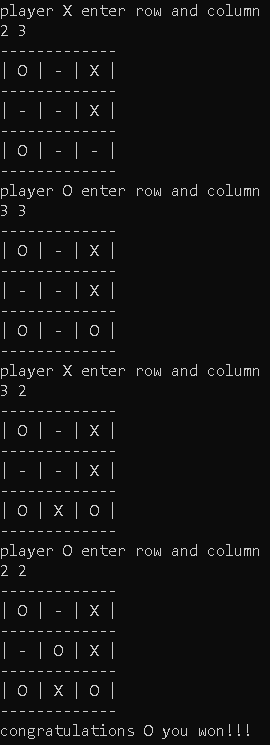 player X enter row and column
2 3
-------------
| O | - | X |
-------------
| - | - | X |
-------------
| O | - | - |
-------------
player O enter row and column
3 3
-------------
| O | - | X |
-------------
| - | - | X |
-------------
| O | - | O |
-------------
player X enter row and column
3 2
-------------
| O | - | X |
-------------
| - | - | X |
-------------
| O | X | O |
-------------
player O enter row and column
2 2
-------------
| O | - | X |
-------------
| - | O | X |
-------------
| O | X | O |
-------------
congratulations O you won!!!